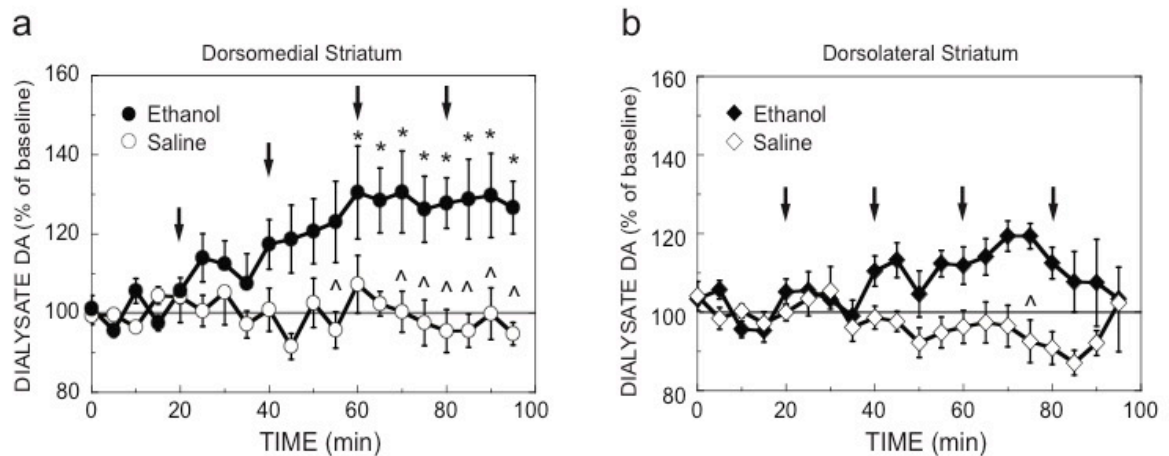 a
Dorsomedial Striatum
DIALYSATE DA (% of baseline)
160
140
120
100
80
Ethanol
Saline
* * * * * * * *
^ ^ ^ ^ ^ ^ ^
0 20 40 60 80 100
TIME (min)
b
Dorsolateral Striatum
DIALYSATE DA (% of baseline)
160
140
120
100
80
Ethanol
Saline
^
0 20 40 60 80 100
TIME (min)